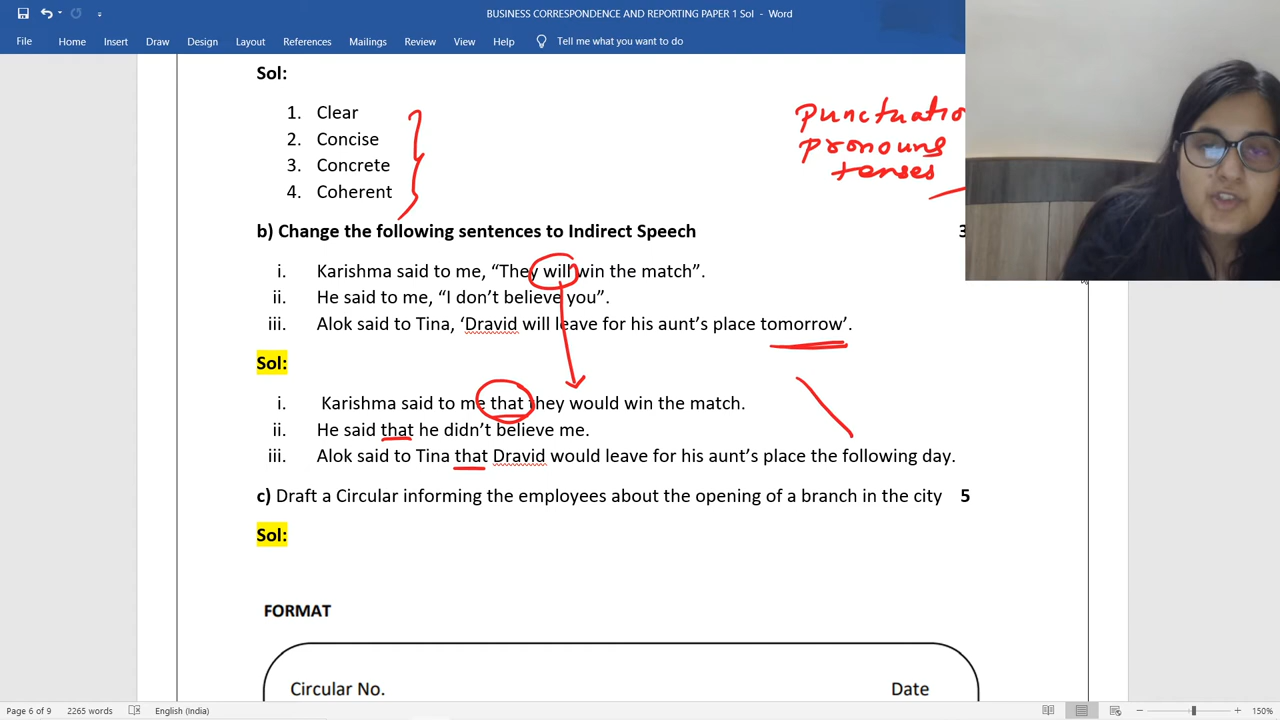 BUSINESS CORRESPONDENCE AND REPORTING PAPER 1 Sol - Word
File Home Insert Draw Design Layout References Mailings Review View Help Tell me what you want to do
Sol:
1. Clear
2. Concise
3. Concrete
4. Coherent
Punctuatio
pronouns
tenses
b) Change the following sentences to Indirect Speech 3
i. Karishma said to me, “They will win the match”.
ii. He said to me, “I don’t believe you”.
iii. Alok said to Tina, ‘Dravid will leave for his aunt’s place tomorrow’.
Sol:
i. Karishma said to me that they would win the match.
ii. He said that he didn’t believe me.
iii. Alok said to Tina that Dravid would leave for his aunt’s place the following day.
c) Draft a Circular informing the employees about the opening of a branch in the city 5
Sol:
FORMAT
Circular No. Date
Page 6 of 9 2265 words English (India) 150%